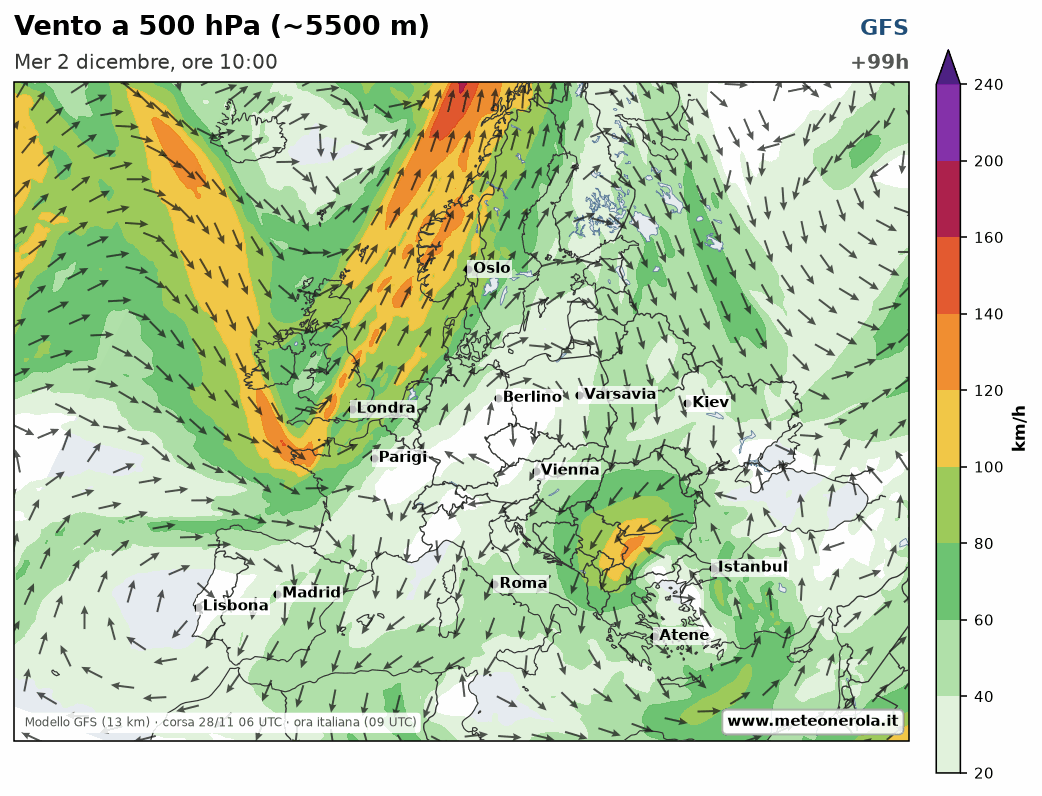 Vento a 500 hPa (~5500 m)
GFS
Mer 2 dicembre, ore 10:00
+99h
240
200
160
140
120
100
80
60
40
20
km/h
Oslo
Berlino
Varsavia
Kiev
Londra
Parigi
Vienna
Istanbul
Roma
Madrid
Lisbona
Atene
Modello GFS (13 km) · corsa 28/11 06 UTC · ora italiana (09 UTC)
www.meteonerola.it